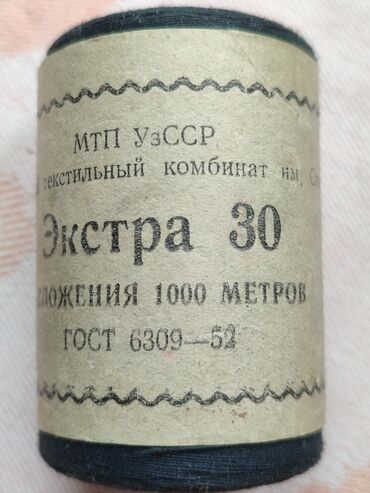 МТП УзССР
текстильный комбинат им.
Экстра 30
ЛОЖЕНИЯ 1000 МЕТРОВ
ГОСТ 6309—52